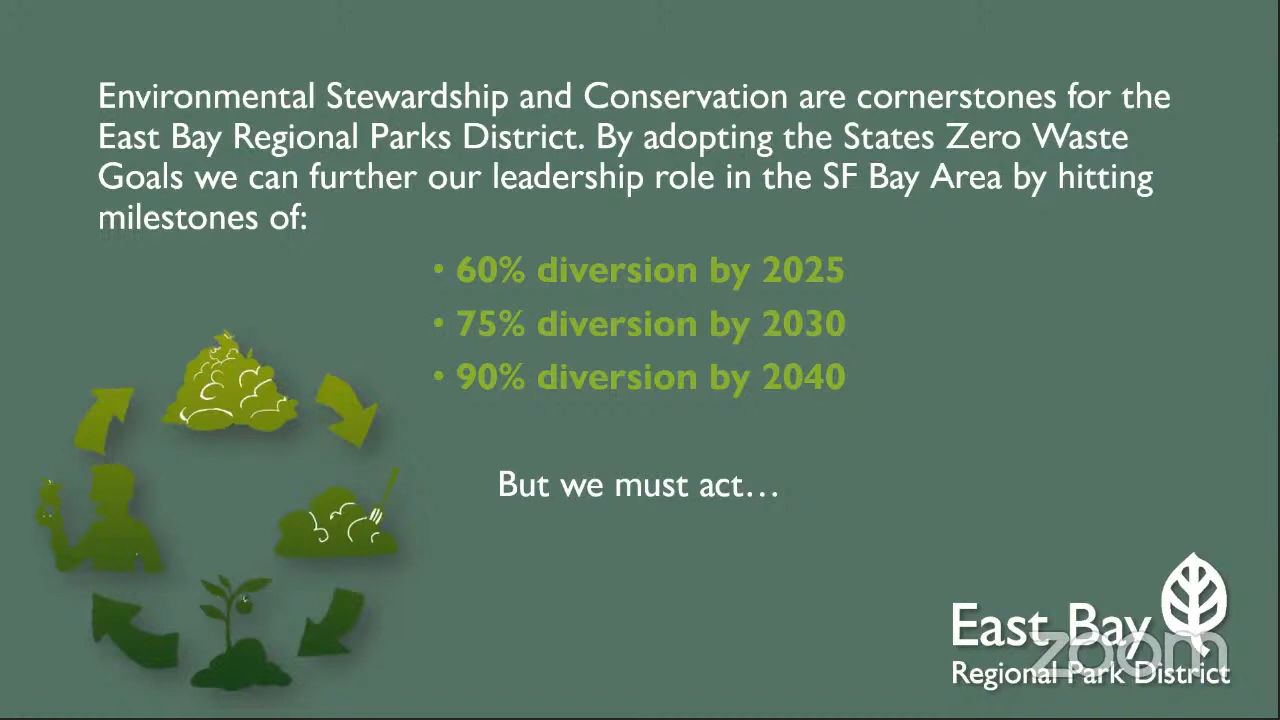 Environmental Stewardship and Conservation are cornerstones for the
East Bay Regional Parks District. By adopting the States Zero Waste
Goals we can further our leadership role in the SF Bay Area by hitting
milestones of:
• 60% diversion by 2025
• 75% diversion by 2030
• 90% diversion by 2040
But we must act…
East Bay
zoom
Regional Park District